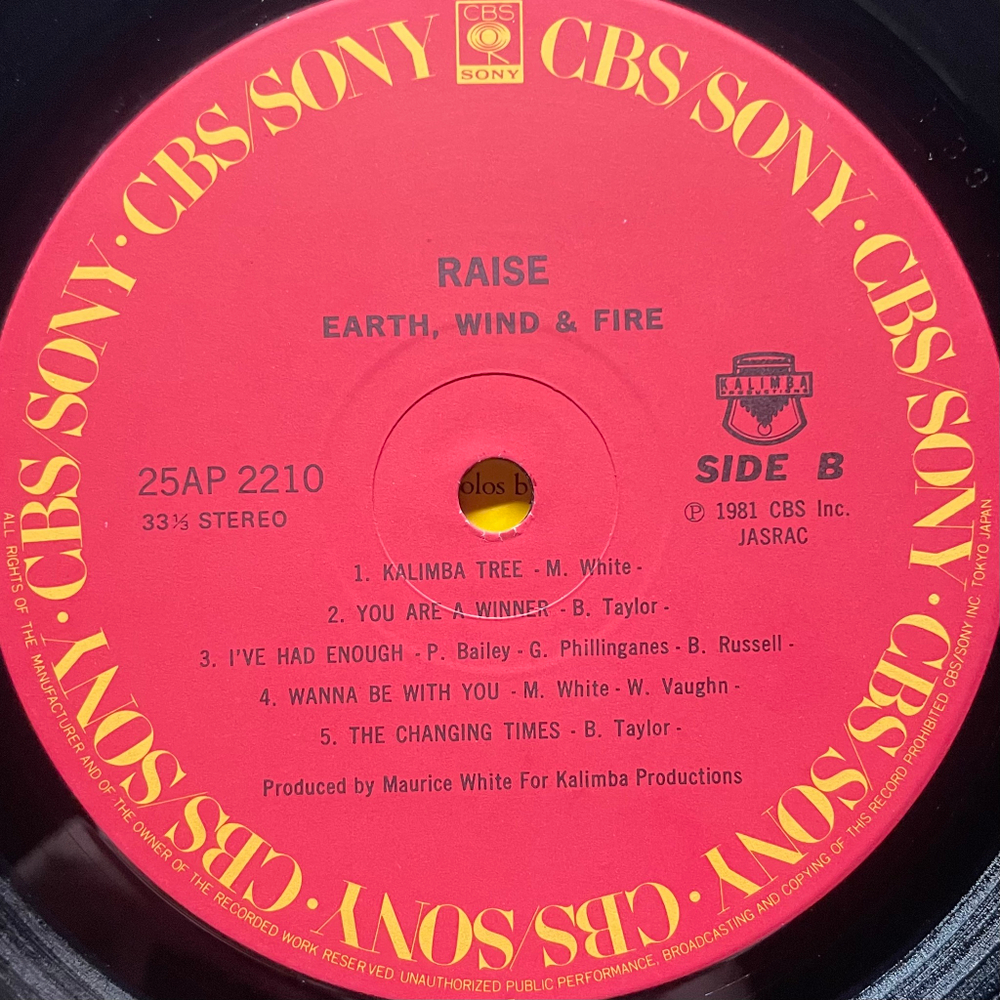 CBS
SONY
CBS/SONY · CBS/SONY · CBS/SONY · CBS/SONY · CBS/SONY · CBS/SONY · CBS/SONY · CBS/SONY · CBS/SONY
RAISE
EARTH, WIND & FIRE
KALIMBA
PRODUCTIONS
25AP 2210
SIDE B
33⅓ STEREO
Ⓟ 1981 CBS Inc.
JASRAC
olos b
1. KALIMBA TREE - M. White -
2. YOU ARE A WINNER - B. Taylor -
3. I'VE HAD ENOUGH - P. Bailey - G. Phillinganes - B. Russell -
4. WANNA BE WITH YOU - M. White - W. Vaughn -
5. THE CHANGING TIMES - B. Taylor -
Produced by Maurice White For Kalimba Productions
ALL RIGHTS OF THE MANUFACTURER AND OF THE OWNER OF THE RECORDED WORK RESERVED. UNAUTHORIZED PUBLIC PERFORMANCE, BROADCASTING AND COPYING OF THIS RECORD PROHIBITED CBS/SONY INC. TOKYO JAPAN